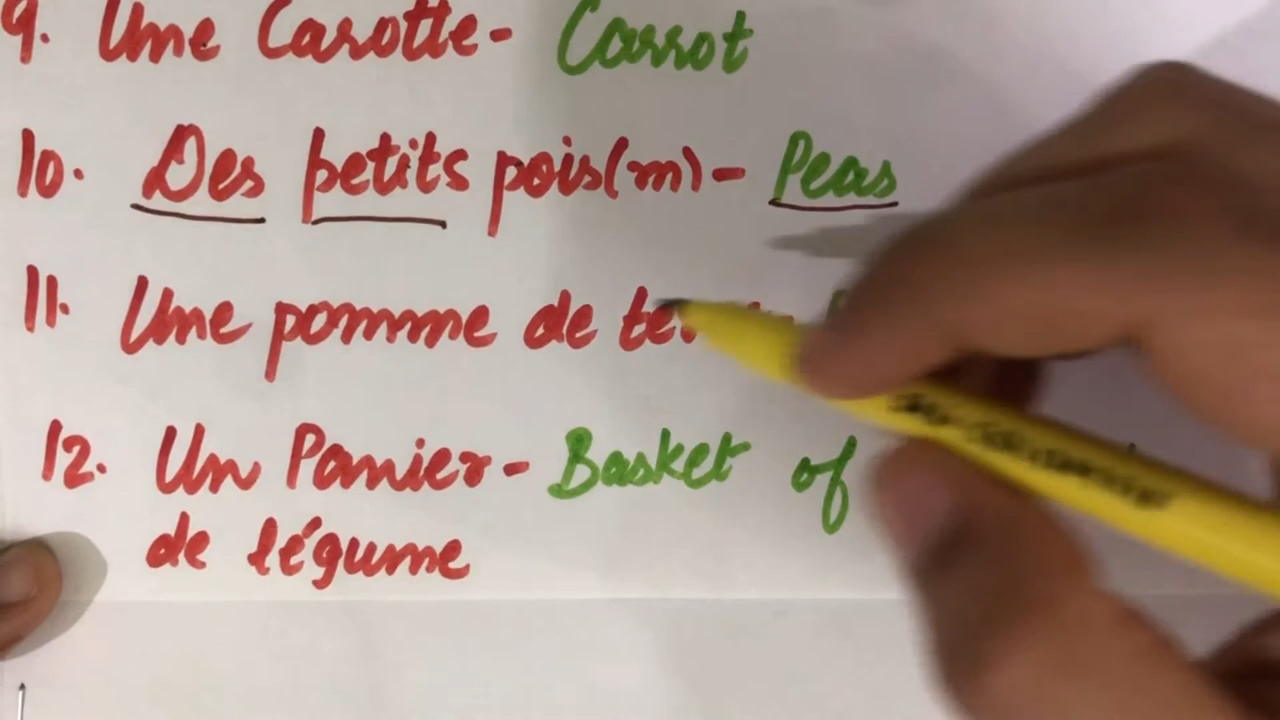 9. Une Carotte- Carrot
10. Des petits pois(m)- Peas
11. Une pomme de
12. Un Panier- Basket of
de légume